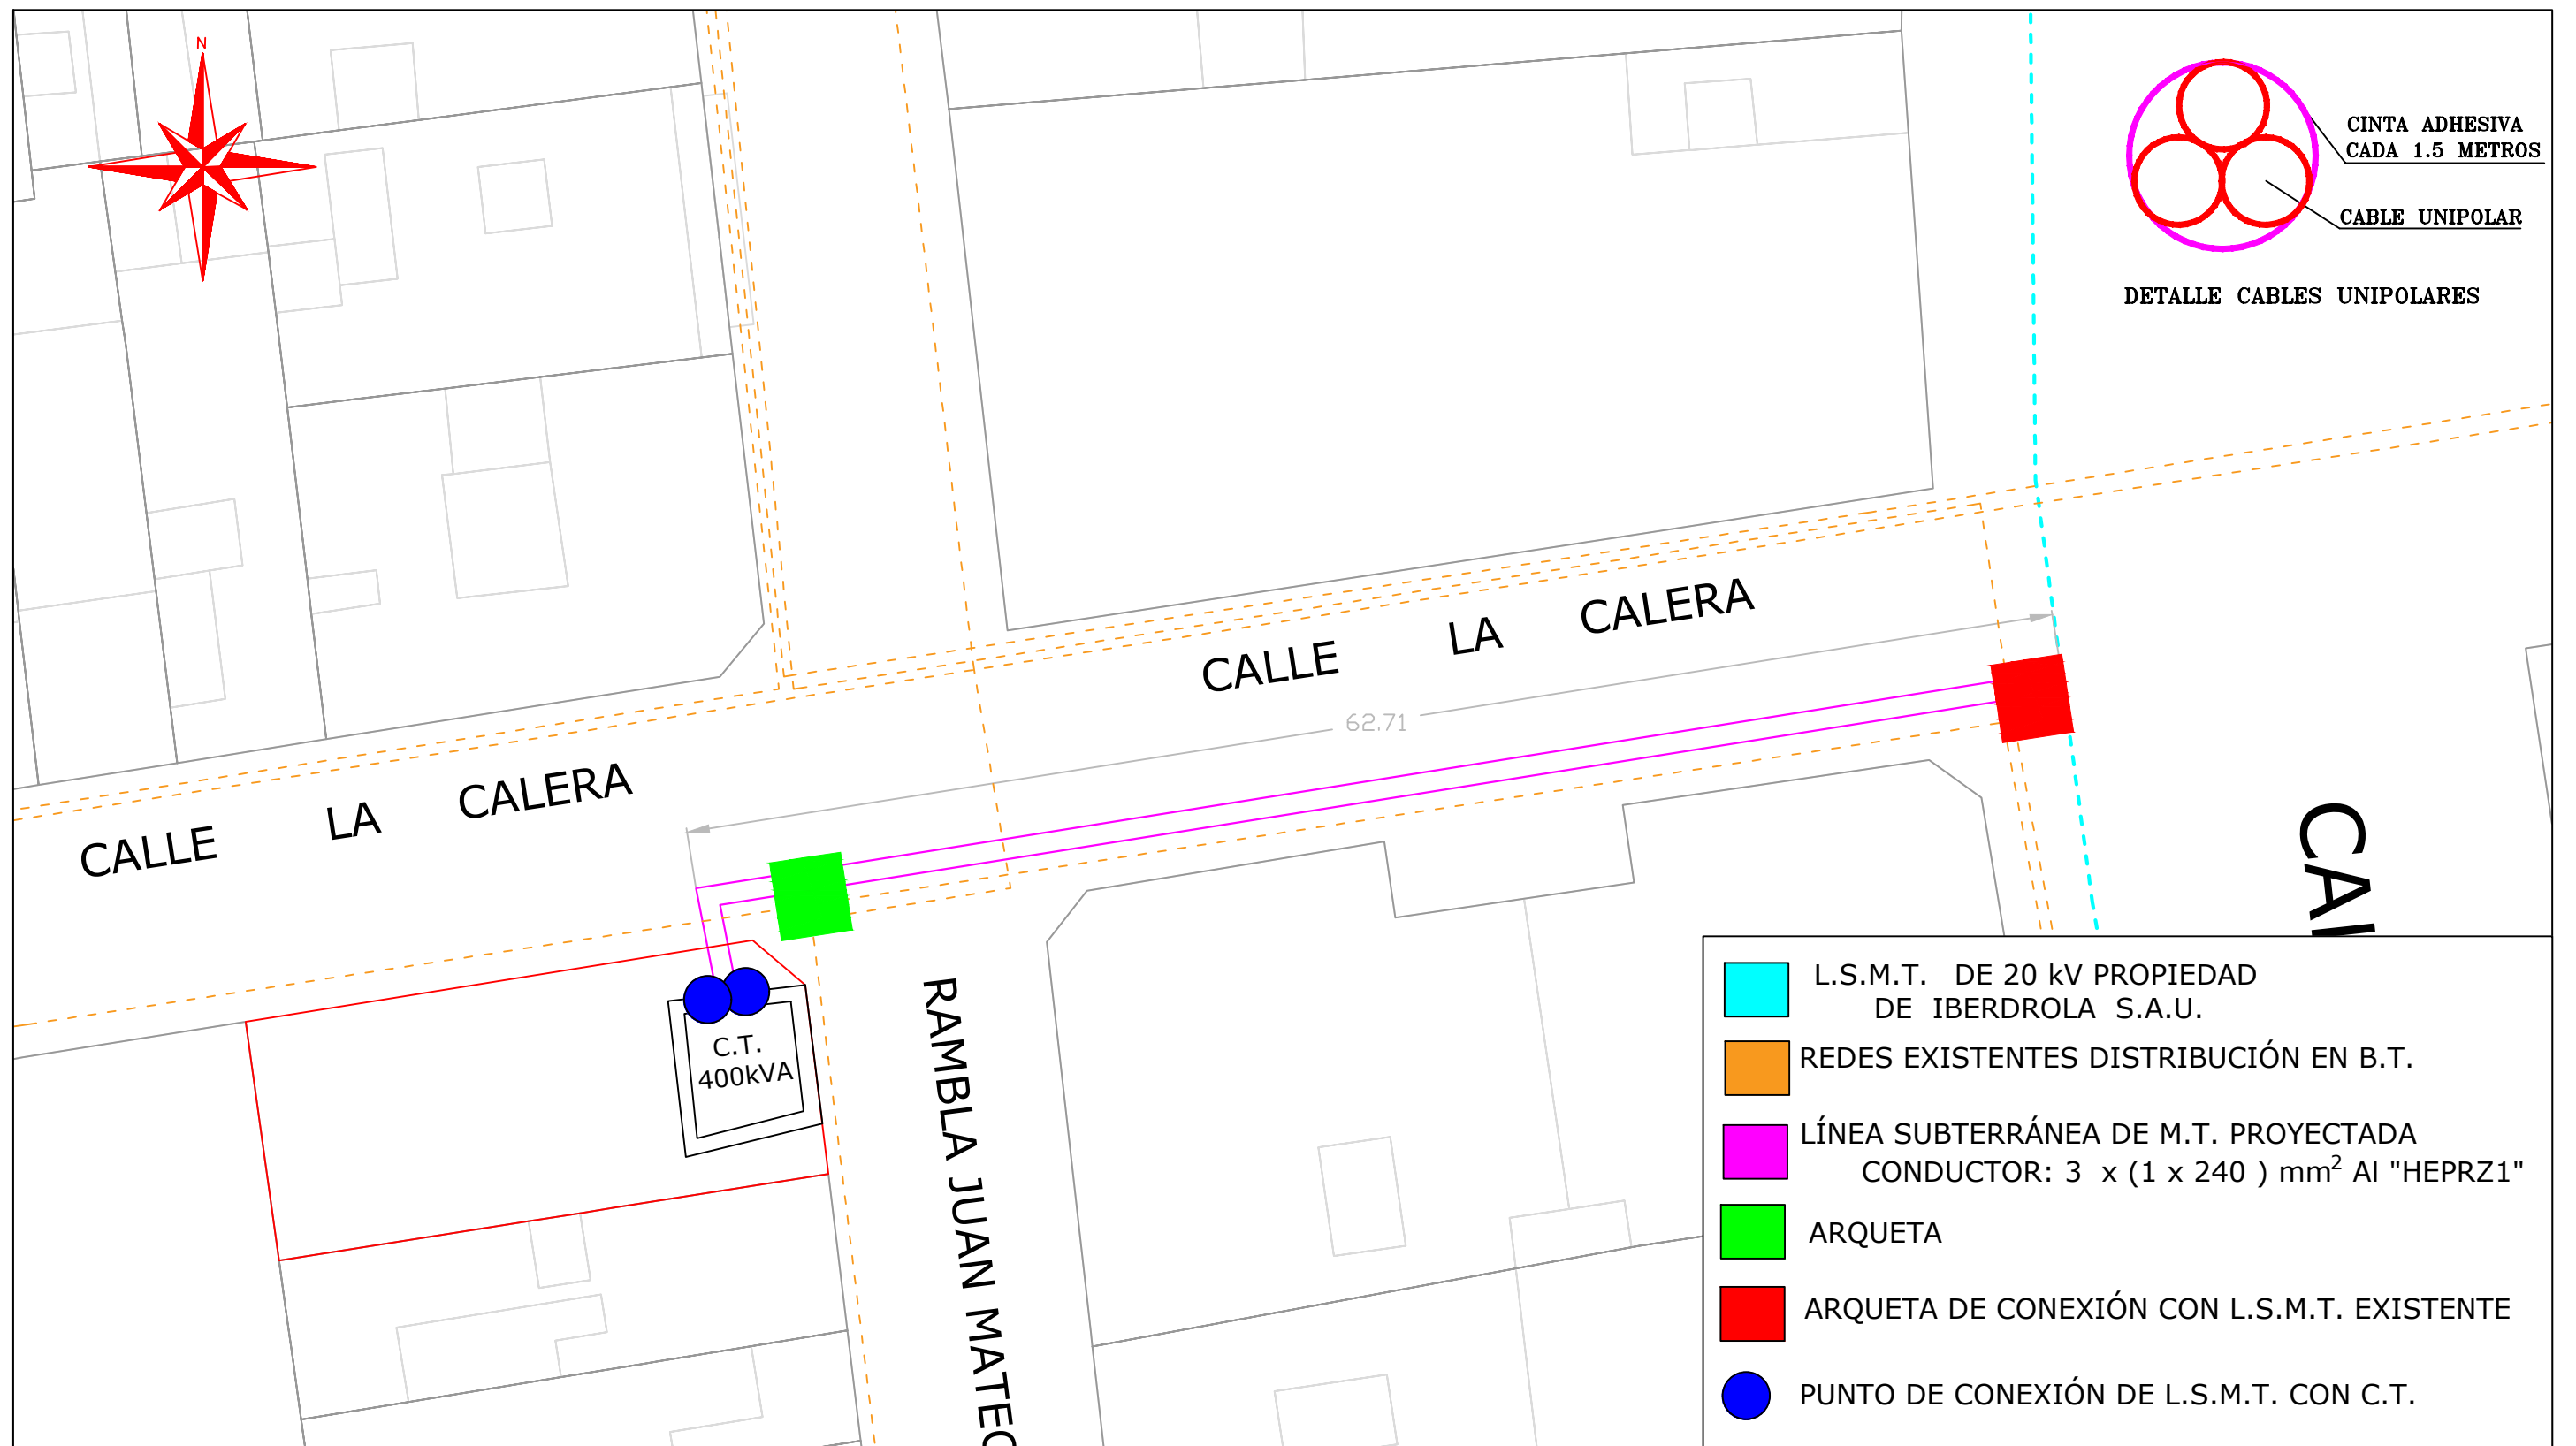 N
CINTA ADHESIVA
CADA 1.5 METROS
CABLE UNIPOLAR
DETALLE CABLES UNIPOLARES
CALLE LA CALERA
62.71
CALLE LA CALERA
C.T.
400kVA
RAMBLA JUAN
L.S.M.T. DE 20 kV PROPIEDAD
DE IBERDROLA S.A.U.
REDES EXISTENTES DISTRIBUCIÓN EN B.T.
LÍNEA SUBTERRÁNEA DE M.T. PROYECTADA
CONDUCTOR: 3 x (1 x 240 ) mm² Al "HEPRZ1"
ARQUETA
ARQUETA DE CONEXIÓN CON L.S.M.T. EXISTENTE
PUNTO DE CONEXIÓN DE L.S.M.T. CON C.T.